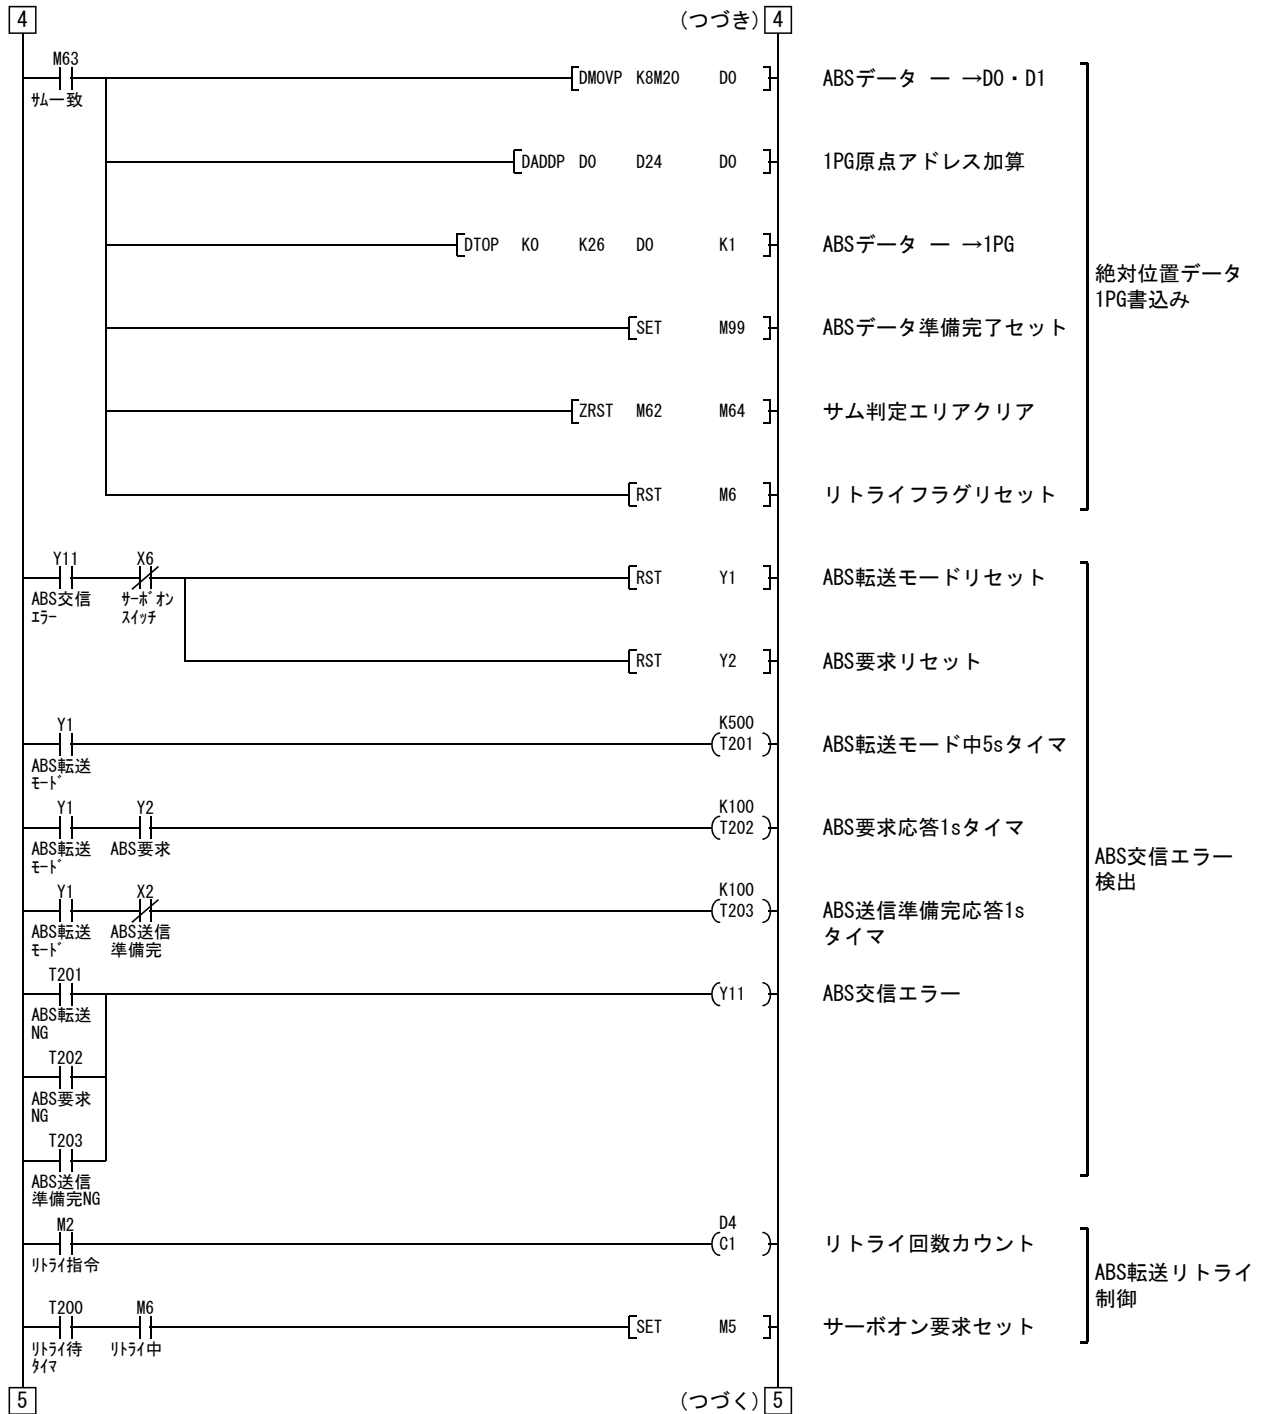 4 (つづき) 4
M63
DMOVP K8M20 D0 ABSデータ ー →D0・D1
ｻﾑ一致
DADDP D0 D24 D0 1PG原点アドレス加算
DTOP K0 K26 D0 K1 ABSデータ ー →1PG
絶対位置データ
1PG書込み
SET M99 ABSデータ準備完了セット
ZRST M62 M64 サム判定エリアクリア
RST M6 リトライフラグリセット
Y11 X6
RST Y1 ABS転送モードリセット
ABS交信 ｻｰﾎﾞｵﾝ
ｴﾗｰ ｽｲｯﾁ
RST Y2 ABS要求リセット
Y1 K500
T201 ABS転送モード中5sタイマ
ABS転送
ﾓｰﾄﾞ
Y1 Y2 K100
T202 ABS要求応答1sタイマ
ABS転送 ABS要求
ﾓｰﾄﾞ
ABS交信エラー
検出
Y1 X2 K100
T203 ABS送信準備完応答1s
タイマ
ABS転送 ABS送信
ﾓｰﾄﾞ 準備完
T201
Y11 ABS交信エラー
ABS転送
NG
T202
ABS要求
NG
T203
ABS送信
準備完NG
M2 D4
C1 リトライ回数カウント
ﾘﾄﾗｲ指令
ABS転送リトライ
制御
T200 M6
SET M5 サーボオン要求セット
ﾘﾄﾗｲ待 ﾘﾄﾗｲ中
ﾀｲﾏ
5 (つづく) 5